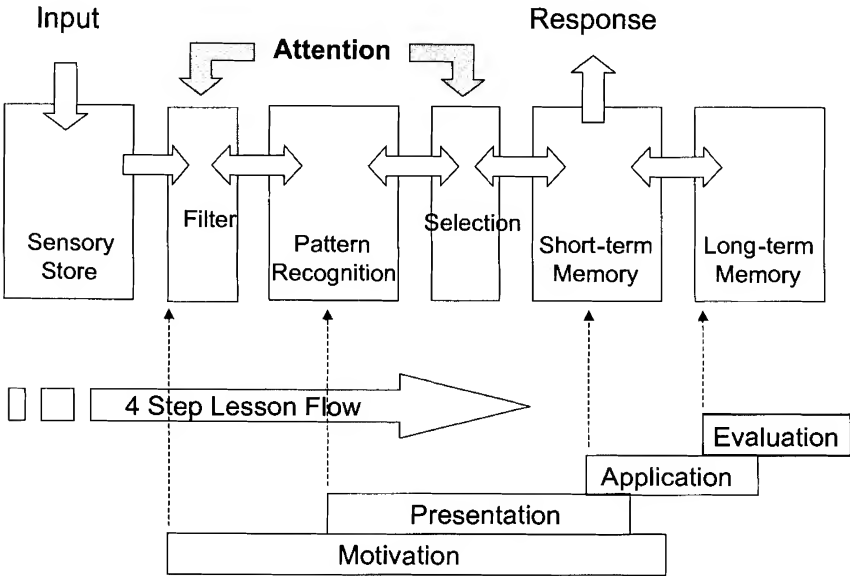 Input
Response
Attention
Sensory
Store
Filter
Pattern
Recognition
Selection
Short-term
Memory
Long-term
Memory
4 Step Lesson Flow
Evaluation
Application
Presentation
Motivation